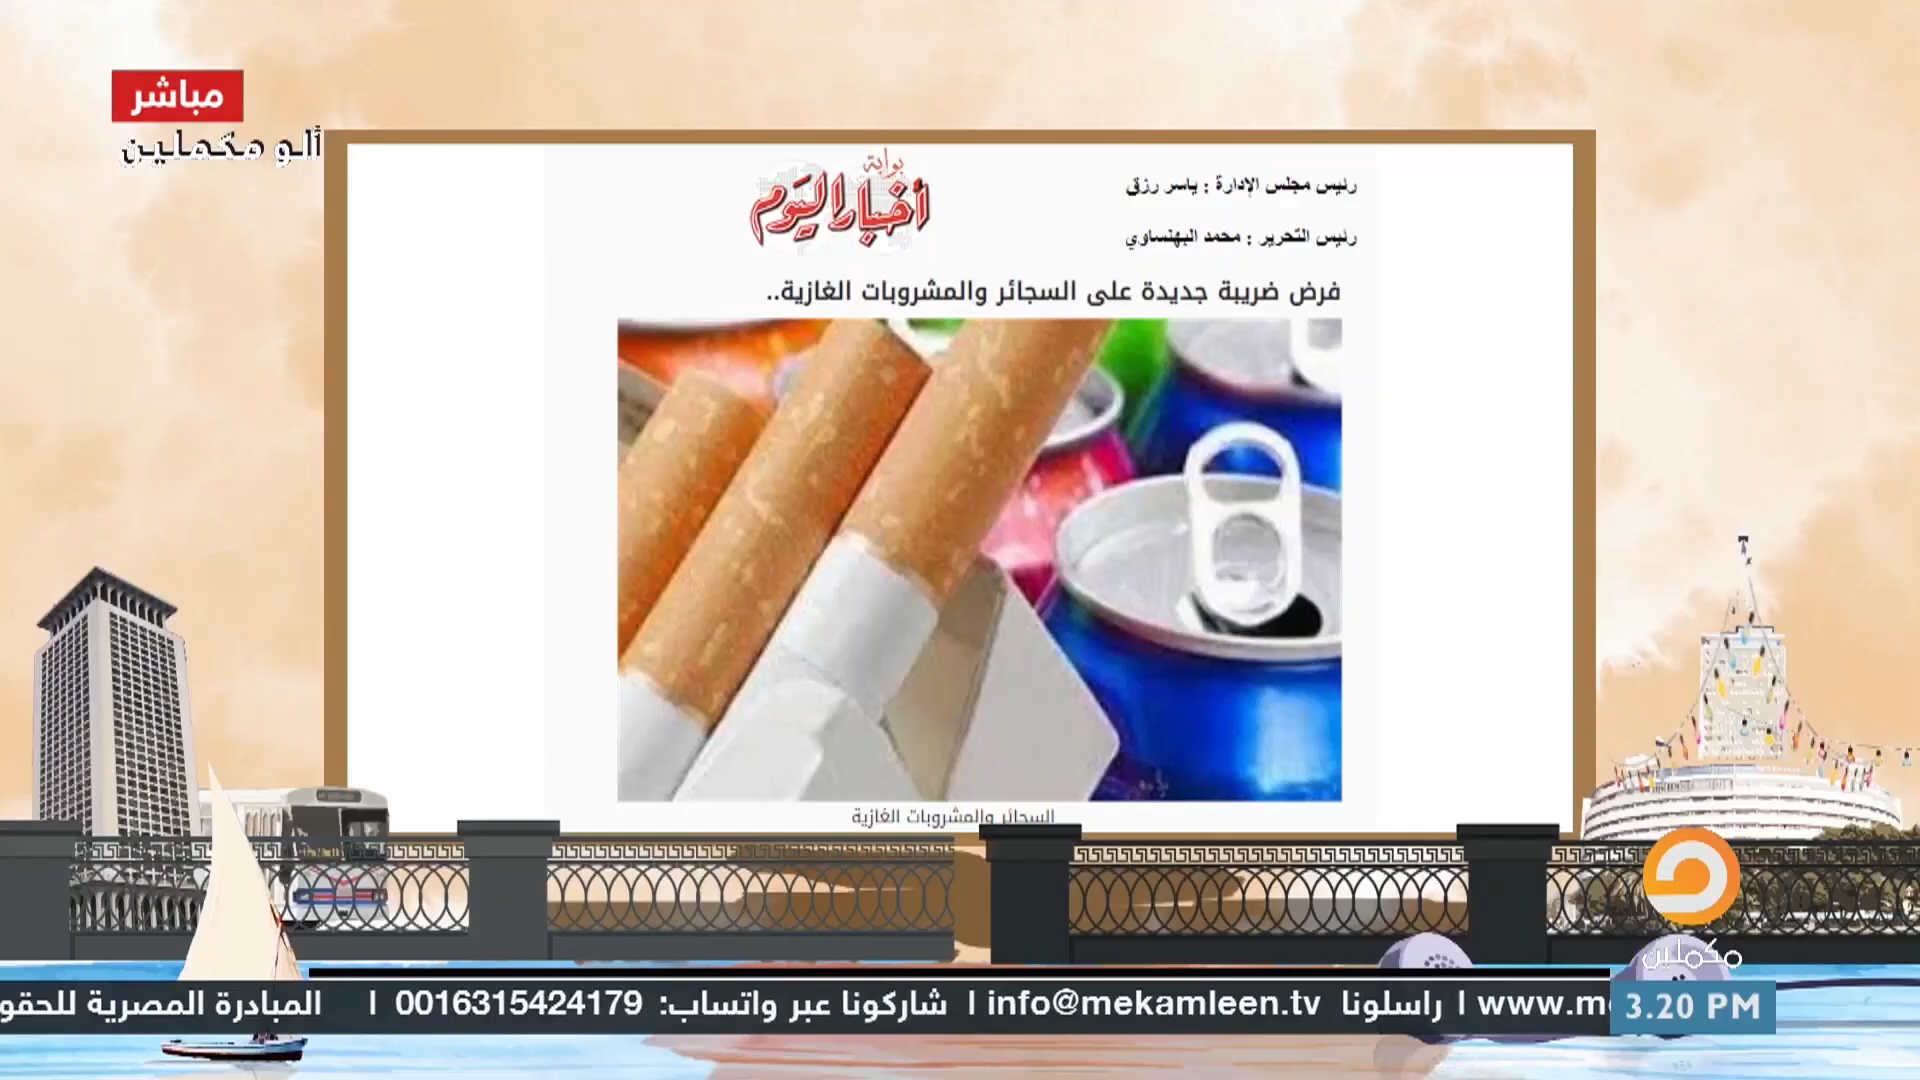 مباشر
ألو مكملين
بوابة
أخبار اليوم
رئيس مجلس الإدارة : ياسر رزق
رئيس التحرير : محمد البهنساوي
فرض ضريبة جديدة على السجائر والمشروبات الغازية..
السجائر والمشروبات الغازية
مكملين
www.me راسلونا | info@mekamleen.tv | شاركونا عبر واتساب: 0016315424179 | المبادرة المصرية للحقو
3.20 PM